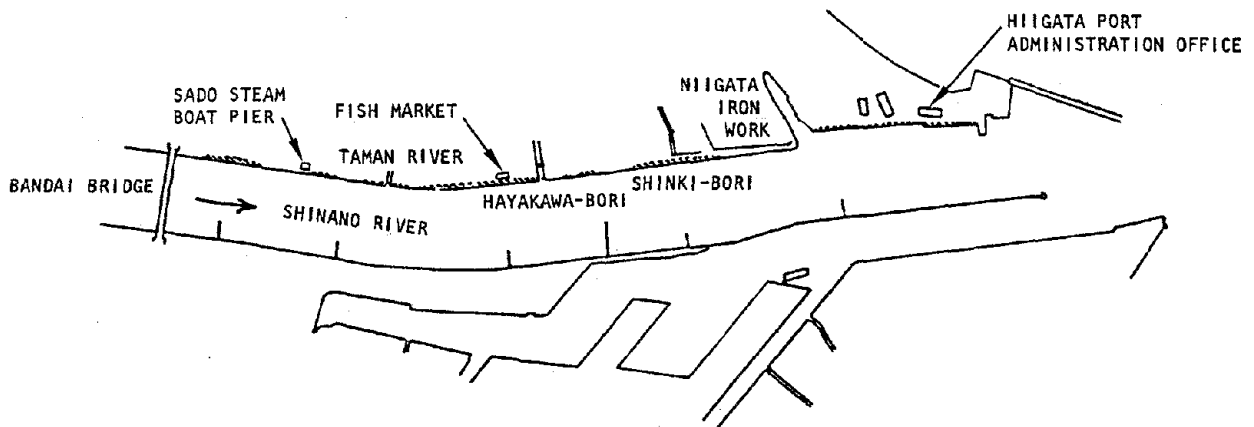 HIIGATA PORT
ADMINISTRATION OFFICE
NIIGATA
IRON
WORK
SADO STEAM
BOAT PIER
FISH MARKET
TAMAN RIVER
BANDAI BRIDGE
SHINANO RIVER
HAYAKAWA-BORI
SHINKI-BORI